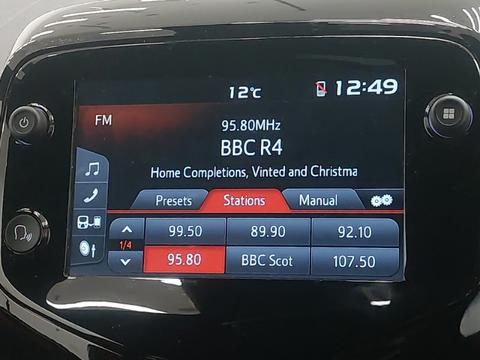 12°C
12:49
FM
95.80MHz
BBC R4
Home Completions, Vinted and Christma
Presets Stations Manual
99.50 89.90 92.10
1/4
95.80 BBC Scot 107.50